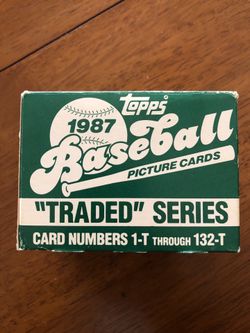 TOPPS®
1987
Baseball
PICTURE CARDS
"TRADED" SERIES
CARD NUMBERS 1-T THROUGH 132-T